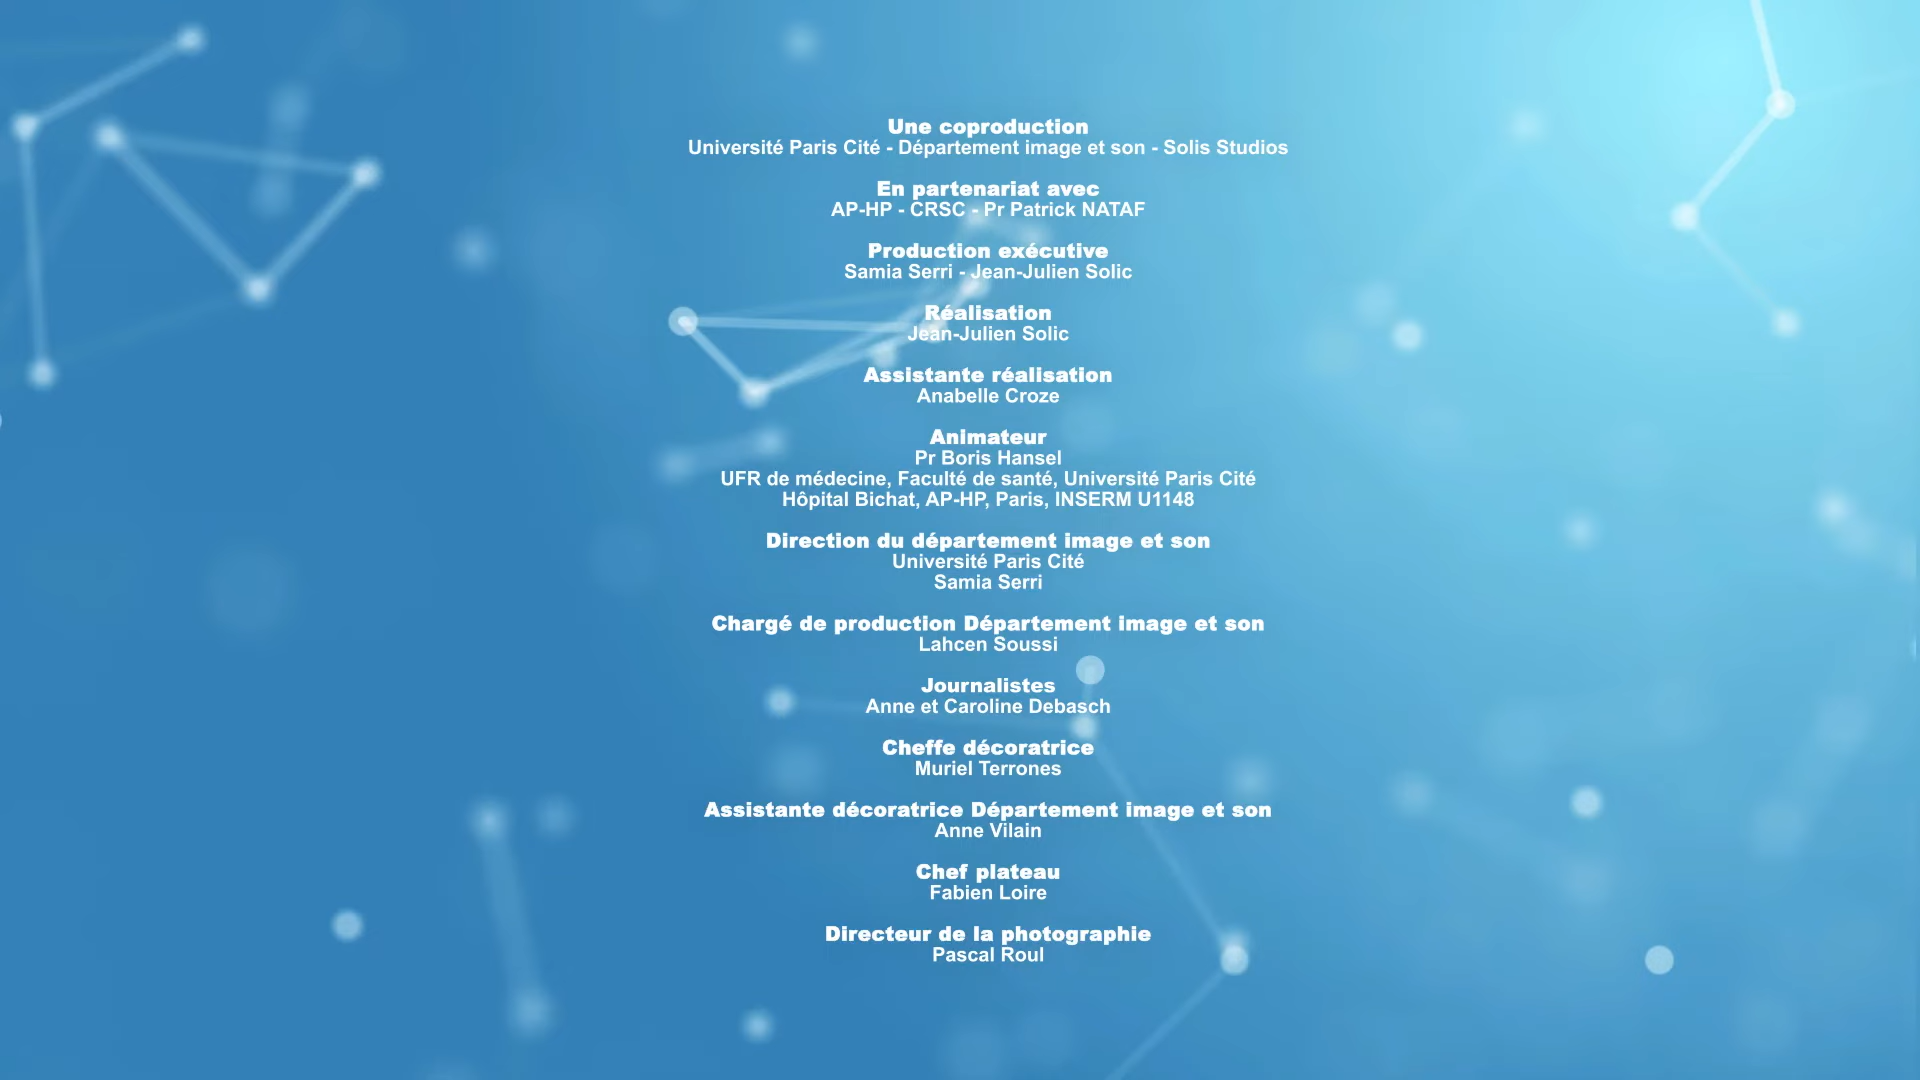 Une coproduction
Université Paris Cité - Département image et son - Solis Studios
En partenariat avec
AP-HP - CRSC - Pr Patrick NATAF
Production exécutive
Samia Serri - Jean-Julien Solic
Réalisation
Jean-Julien Solic
Assistante réalisation
Anabelle Croze
Animateur
Pr Boris Hansel
UFR de médecine, Faculté de santé, Université Paris Cité
Hôpital Bichat, AP-HP, Paris, INSERM U1148
Direction du département image et son
Université Paris Cité
Samia Serri
Chargé de production Département image et son
Lahcen Soussi
Journalistes
Anne et Caroline Debasch
Cheffe décoratrice
Muriel Terrones
Assistante décoratrice Département image et son
Anne Vilain
Chef plateau
Fabien Loire
Directeur de la photographie
Pascal Roul